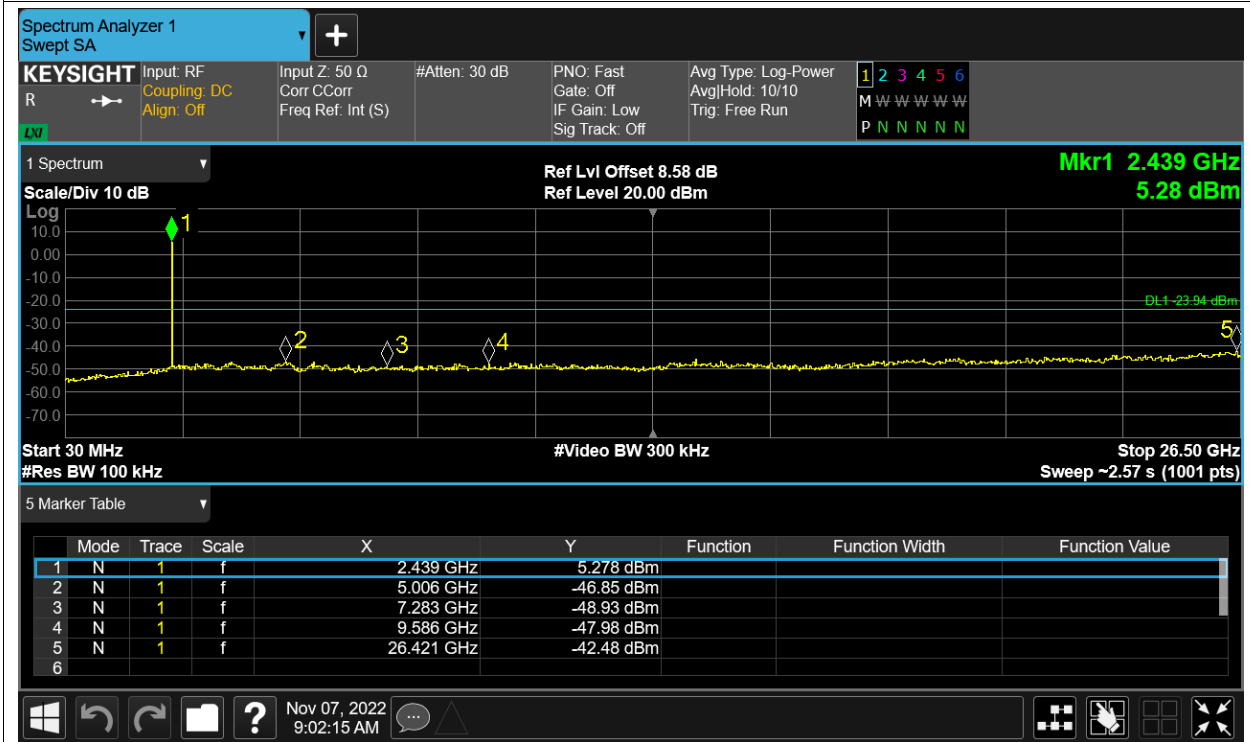 Spectrum Analyzer 1
Swept SA
+
KEYSIGHT
R
LXI
Input: RF
Coupling: DC
Align: Off
Input Z: 50 Ω
Corr CCorr
Freq Ref: Int (S)
#Atten: 30 dB
PNO: Fast
Gate: Off
IF Gain: Low
Sig Track: Off
Avg Type: Log-Power
Avg|Hold: 10/10
Trig: Free Run
1 2 3 4 5 6
M W W W W W
P N N N N N
1 Spectrum
Scale/Div 10 dB
Ref Lvl Offset 8.58 dB
Ref Level 20.00 dBm
Mkr1 2.439 GHz
5.28 dBm
Log
10.0
0.00
-10.0
-20.0
-30.0
-40.0
-50.0
-60.0
-70.0
1
2
3
4
5
DL1 -23.94 dBm
Start 30 MHz
#Res BW 100 kHz
#Video BW 300 kHz
Stop 26.50 GHz
Sweep ~2.57 s (1001 pts)
5 Marker Table
Mode Trace Scale X Y Function Function Width Function Value
1 N 1 f 2.439 GHz 5.278 dBm
2 N 1 f 5.006 GHz -46.85 dBm
3 N 1 f 7.283 GHz -48.93 dBm
4 N 1 f 9.586 GHz -47.98 dBm
5 N 1 f 26.421 GHz -42.48 dBm
6
?
Nov 07, 2022
9:02:15 AM